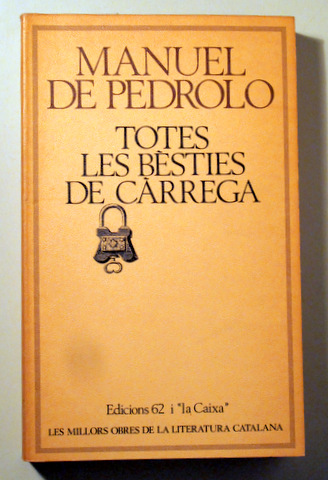 MANUEL
DE PEDROLO
TOTES
LES BÈSTIES
DE CÀRREGA
Edicions 62 i "la Caixa"
LES MILLORS OBRES DE LA LITERATURA CATALANA